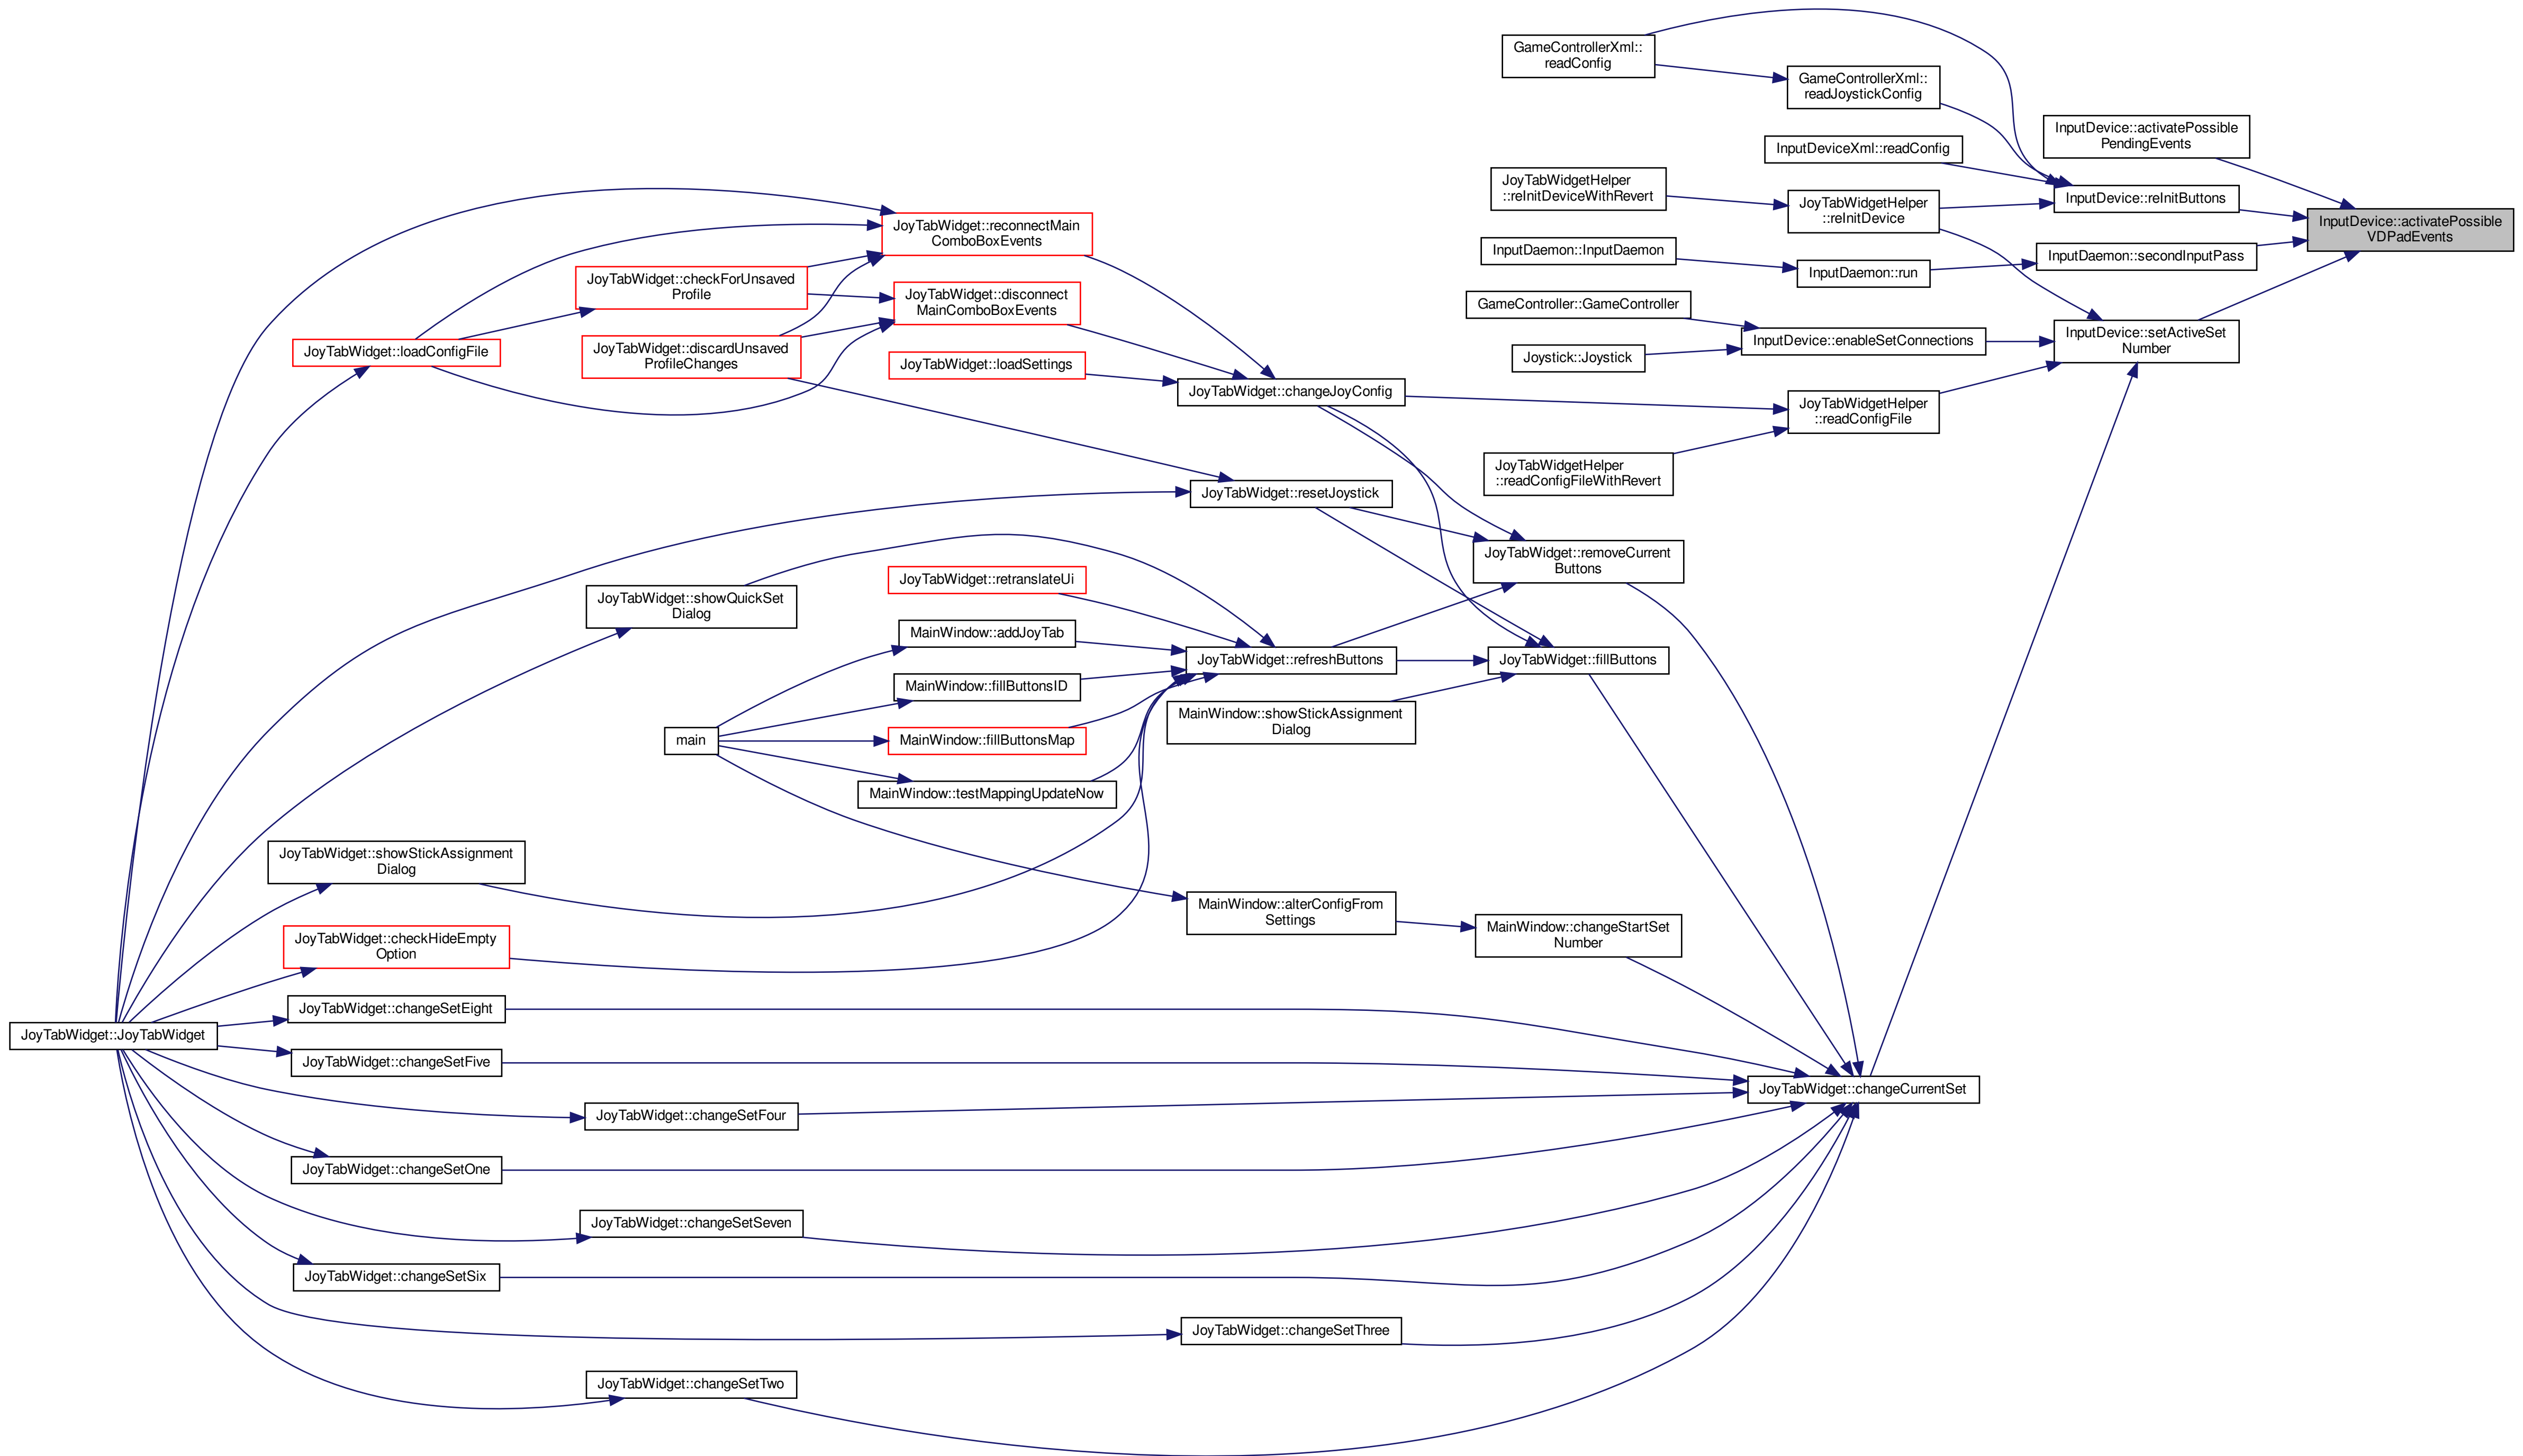 GameControllerXml::
readConfig
GameControllerXml::
readJoystickConfig
InputDevice::activatePossible
PendingEvents
InputDeviceXml::readConfig
JoyTabWidgetHelper
::reInitDeviceWithRevert
JoyTabWidgetHelper
::reInitDevice
InputDevice::reInitButtons
InputDevice::activatePossible
VDPadEvents
JoyTabWidget::reconnectMain
ComboBoxEvents
InputDaemon::InputDaemon
InputDaemon::run
InputDaemon::secondInputPass
JoyTabWidget::checkForUnsaved
Profile
JoyTabWidget::disconnect
MainComboBoxEvents
GameController::GameController
InputDevice::enableSetConnections
InputDevice::setActiveSet
Number
JoyTabWidget::loadConfigFile
JoyTabWidget::discardUnsaved
ProfileChanges
JoyTabWidget::loadSettings
Joystick::Joystick
JoyTabWidget::changeJoyConfig
JoyTabWidgetHelper
::readConfigFile
JoyTabWidgetHelper
::readConfigFileWithRevert
JoyTabWidget::resetJoystick
JoyTabWidget::removeCurrent
Buttons
JoyTabWidget::showQuickSet
Dialog
JoyTabWidget::retranslateUi
MainWindow::addJoyTab
JoyTabWidget::refreshButtons
JoyTabWidget::fillButtons
MainWindow::fillButtonsID
MainWindow::showStickAssignment
Dialog
main
MainWindow::fillButtonsMap
MainWindow::testMappingUpdateNow
JoyTabWidget::showStickAssignment
Dialog
MainWindow::alterConfigFrom
Settings
MainWindow::changeStartSet
Number
JoyTabWidget::checkHideEmpty
Option
JoyTabWidget::changeSetEight
JoyTabWidget::JoyTabWidget
JoyTabWidget::changeSetFive
JoyTabWidget::changeCurrentSet
JoyTabWidget::changeSetFour
JoyTabWidget::changeSetOne
JoyTabWidget::changeSetSeven
JoyTabWidget::changeSetSix
JoyTabWidget::changeSetThree
JoyTabWidget::changeSetTwo